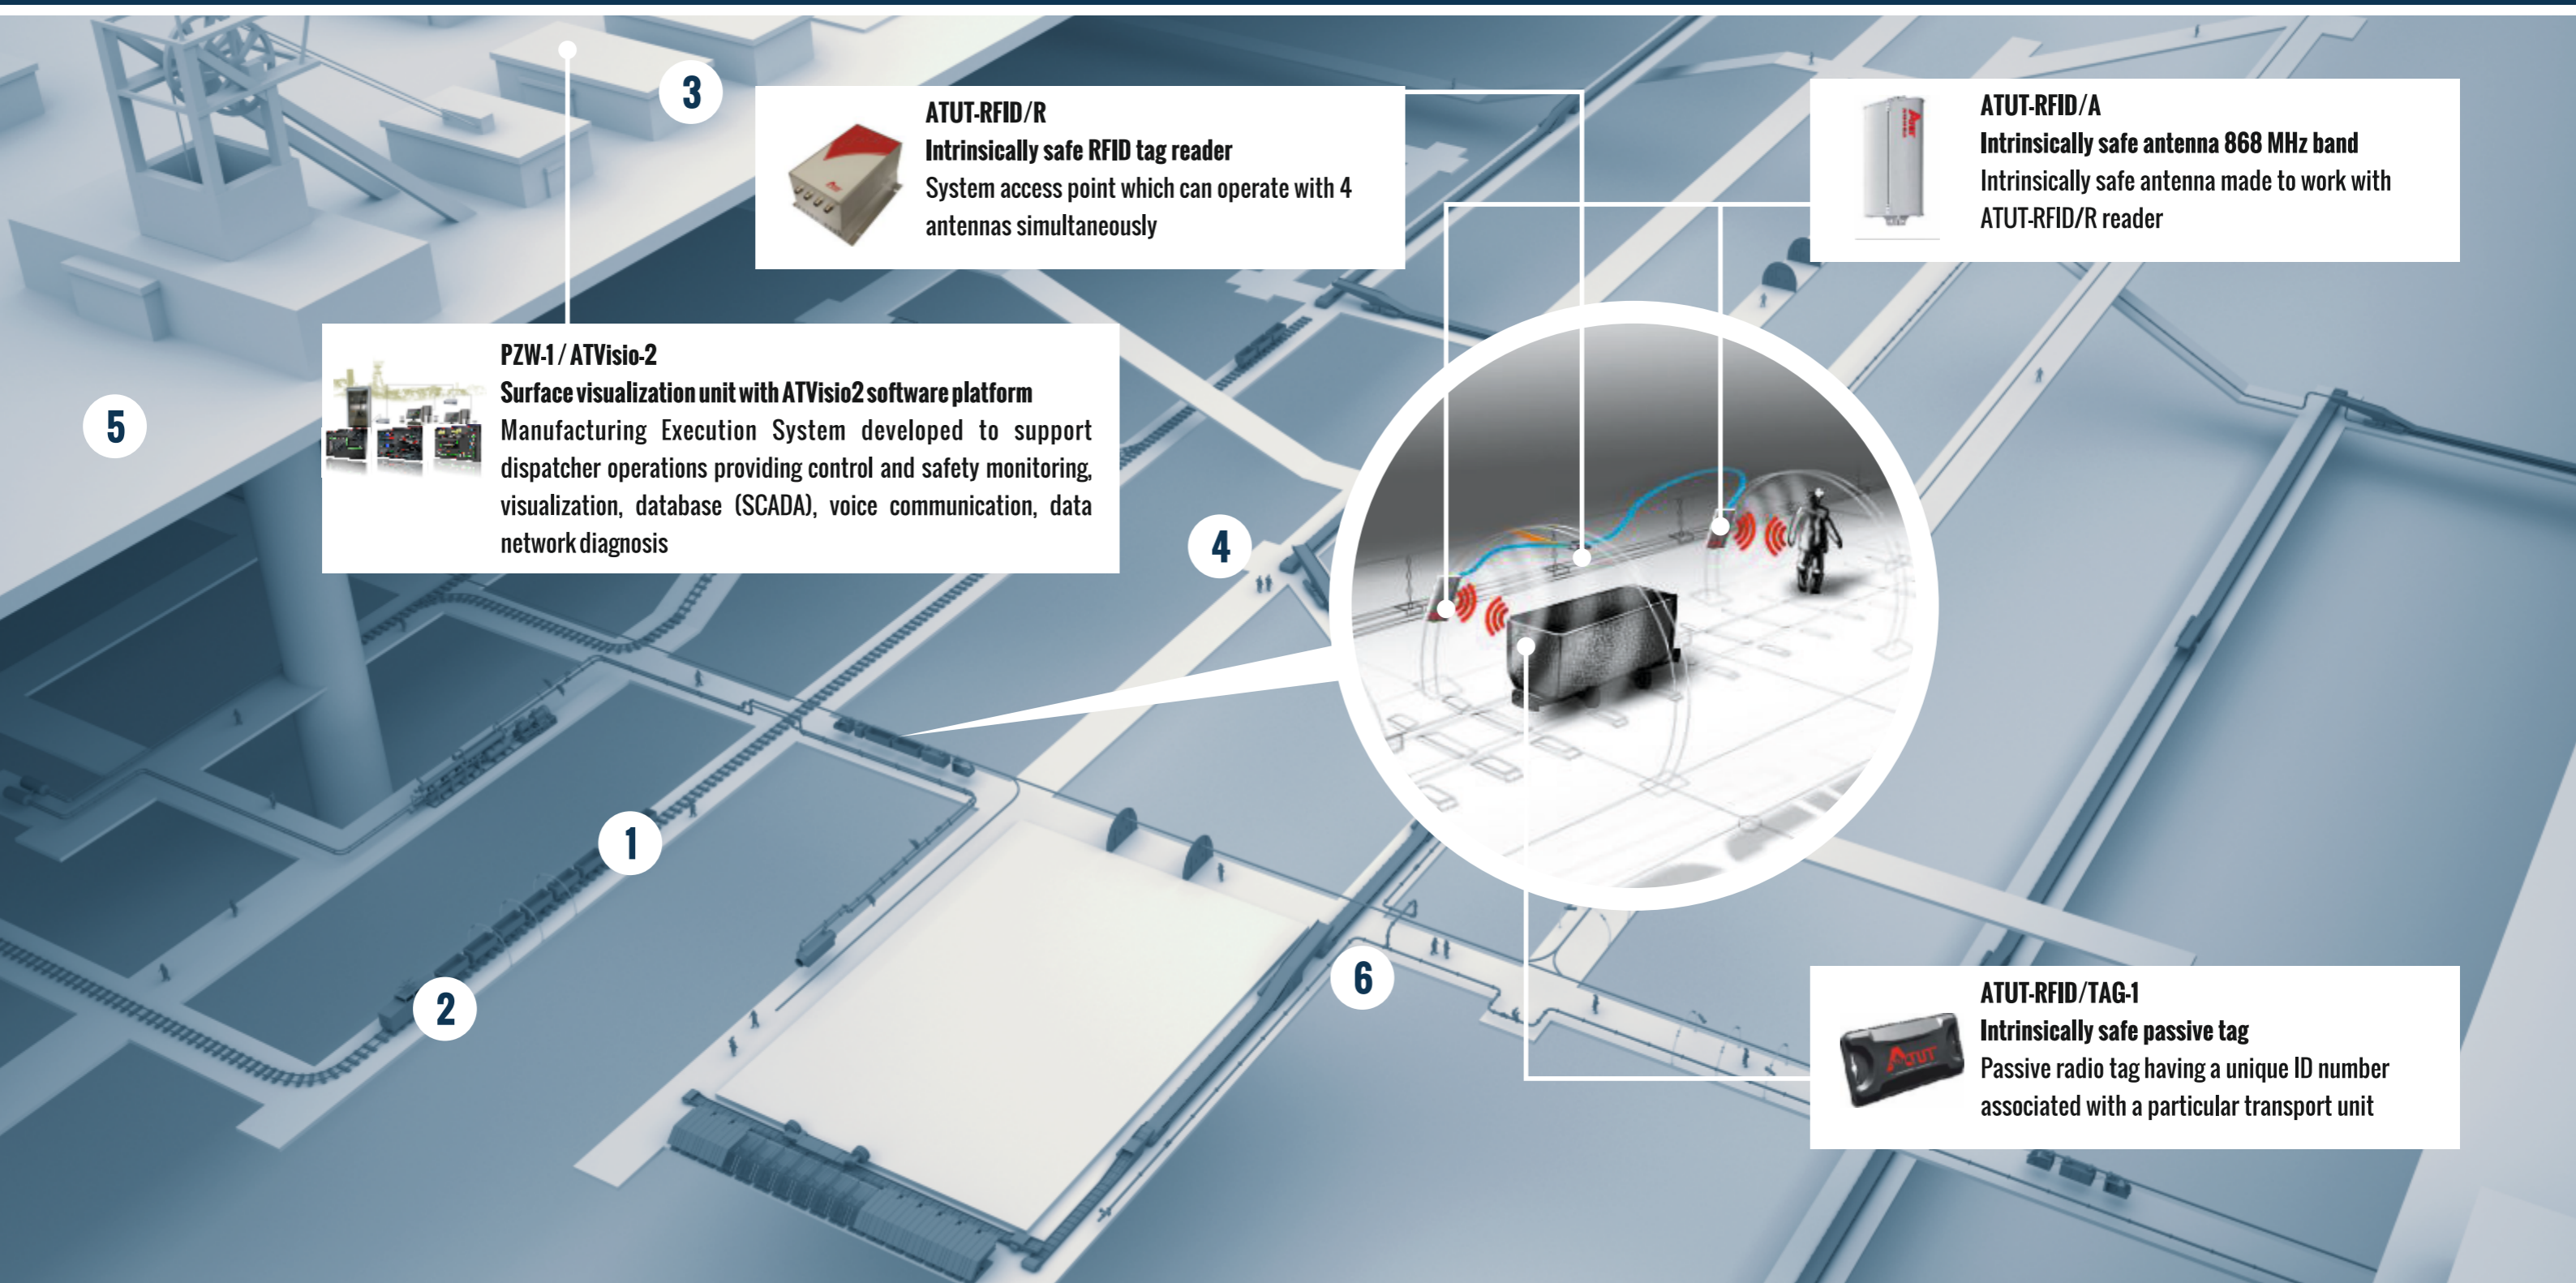 3
ATUT-RFID/R
Intrinsically safe RFID tag reader
System access point which can operate with 4
antennas simultaneously
ATUT-RFID/A
Intrinsically safe antenna 868 MHz band
Intrinsically safe antenna made to work with
ATUT-RFID/R reader
PZW-1 / ATVisio-2
Surface visualization unit with ATVisio2 software platform
Manufacturing Execution System developed to support
dispatcher operations providing control and safety monitoring,
visualization, database (SCADA), voice communication, data
network diagnosis
5
4
1
2
6
ATUT-RFID/TAG-1
Intrinsically safe passive tag
Passive radio tag having a unique ID number
associated with a particular transport unit
ATUT
ATUT